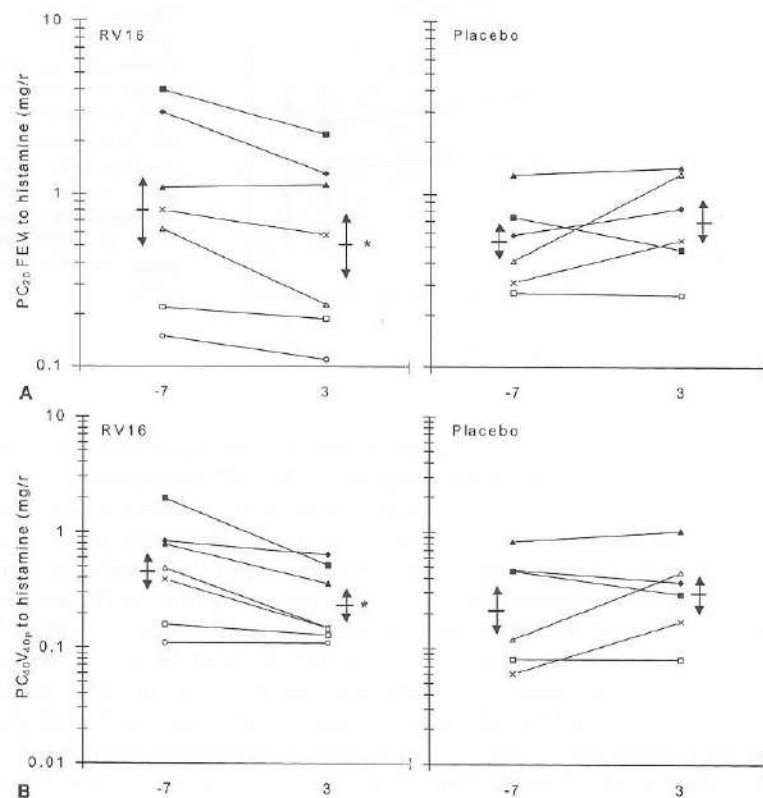 10
RV16
Placebo
PC20 FEV1 to histamine (mg/r
1
*
0.1
A
-7
3
-7
3
10
RV16
Placebo
PC40V40p to histamine (mg/r
1
0.1
*
0.01
B
-7
3
-7
3